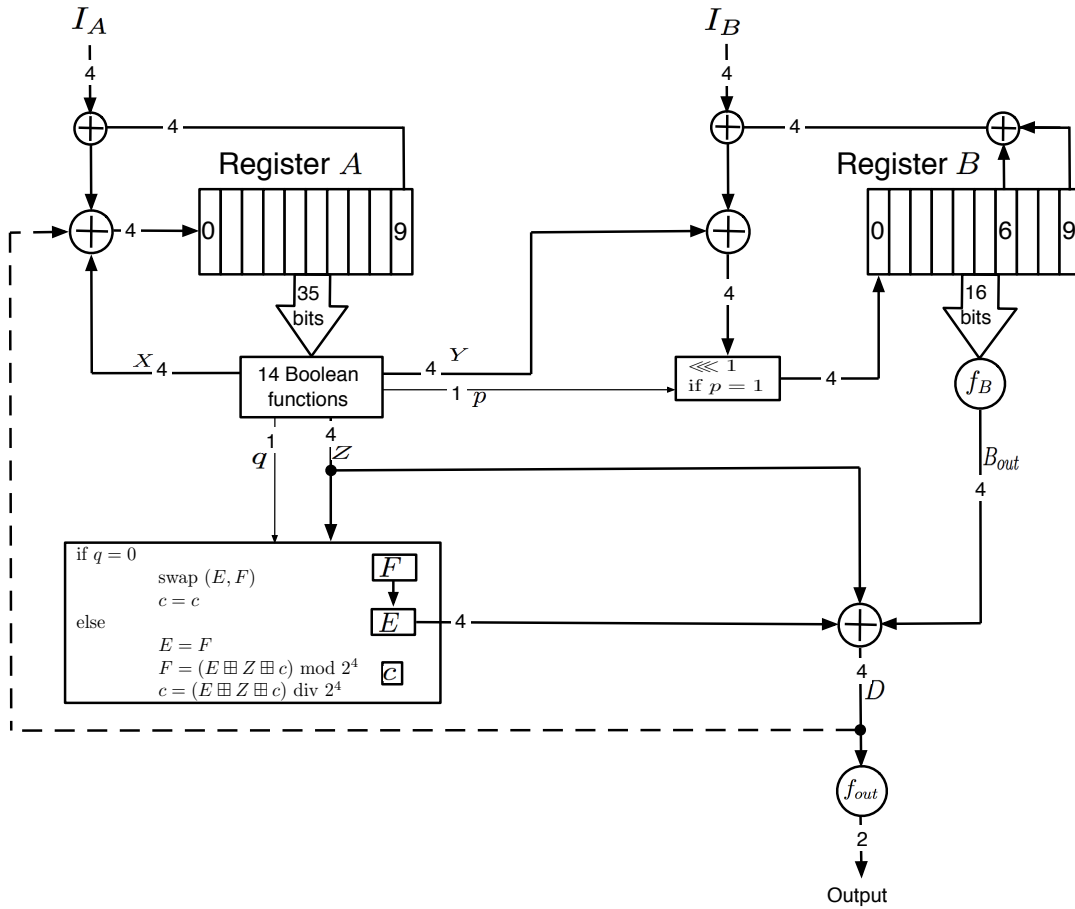 I_A
I_B
4
4
4
4
Register A
Register B
4
0
9
0
6
9
35
bits
4
16
bits
X
4
14 Boolean
functions
4
Y
1 p
⋘ 1
if p = 1
4
f_B
1
q
4
Z
B_out
4
if q = 0
swap (E, F)
c = c
else
E = F
F = (E ⊞ Z ⊞ c) mod 2^4
c = (E ⊞ Z ⊞ c) div 2^4
F
E
c
4
4
D
f_out
2
Output